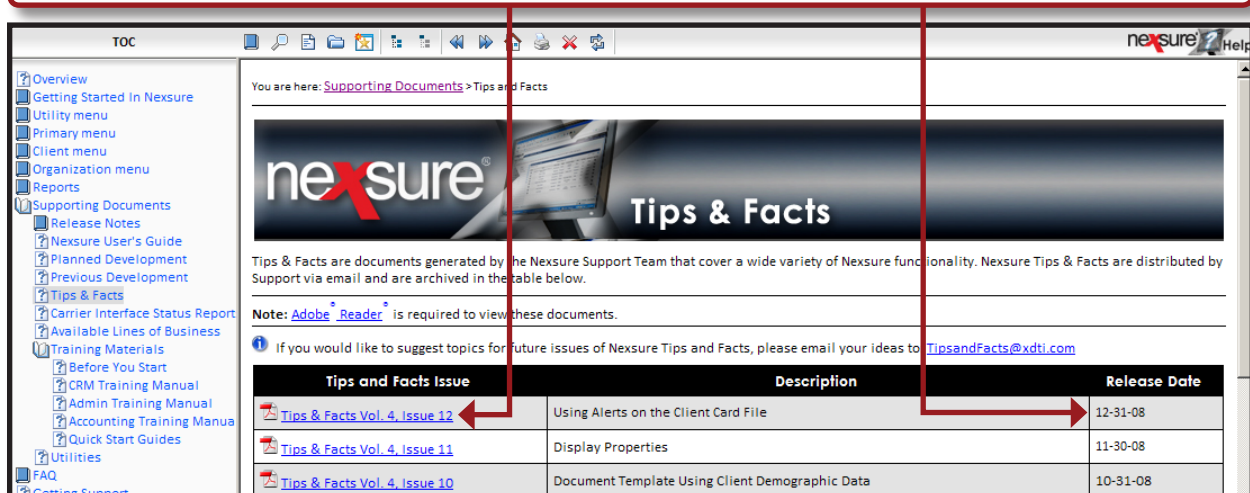 TOC
nexsure ? Help
Overview
Getting Started In Nexsure
Utility menu
Primary menu
Client menu
Organization menu
Reports
Supporting Documents
Release Notes
Nexsure User's Guide
Planned Development
Previous Development
Tips & Facts
Carrier Interface Status Report
Available Lines of Business
Training Materials
Before You Start
CRM Training Manual
Admin Training Manual
Accounting Training Manua
Quick Start Guides
Utilities
FAQ
Getting Support
You are here: Supporting Documents > Tips and Facts
nexsure®
Tips & Facts
Tips & Facts are documents generated by the Nexsure Support Team that cover a wide variety of Nexsure functionality. Nexsure Tips & Facts are distributed by
Support via email and are archived in the table below.
Note: Adobe® Reader® is required to view these documents.
If you would like to suggest topics for future issues of Nexsure Tips and Facts, please email your ideas to TipsandFacts@xdti.com
Tips and Facts Issue Description Release Date
Tips & Facts Vol. 4, Issue 12 Using Alerts on the Client Card File 12-31-08
Tips & Facts Vol. 4, Issue 11 Display Properties 11-30-08
Tips & Facts Vol. 4, Issue 10 Document Template Using Client Demographic Data 10-31-08